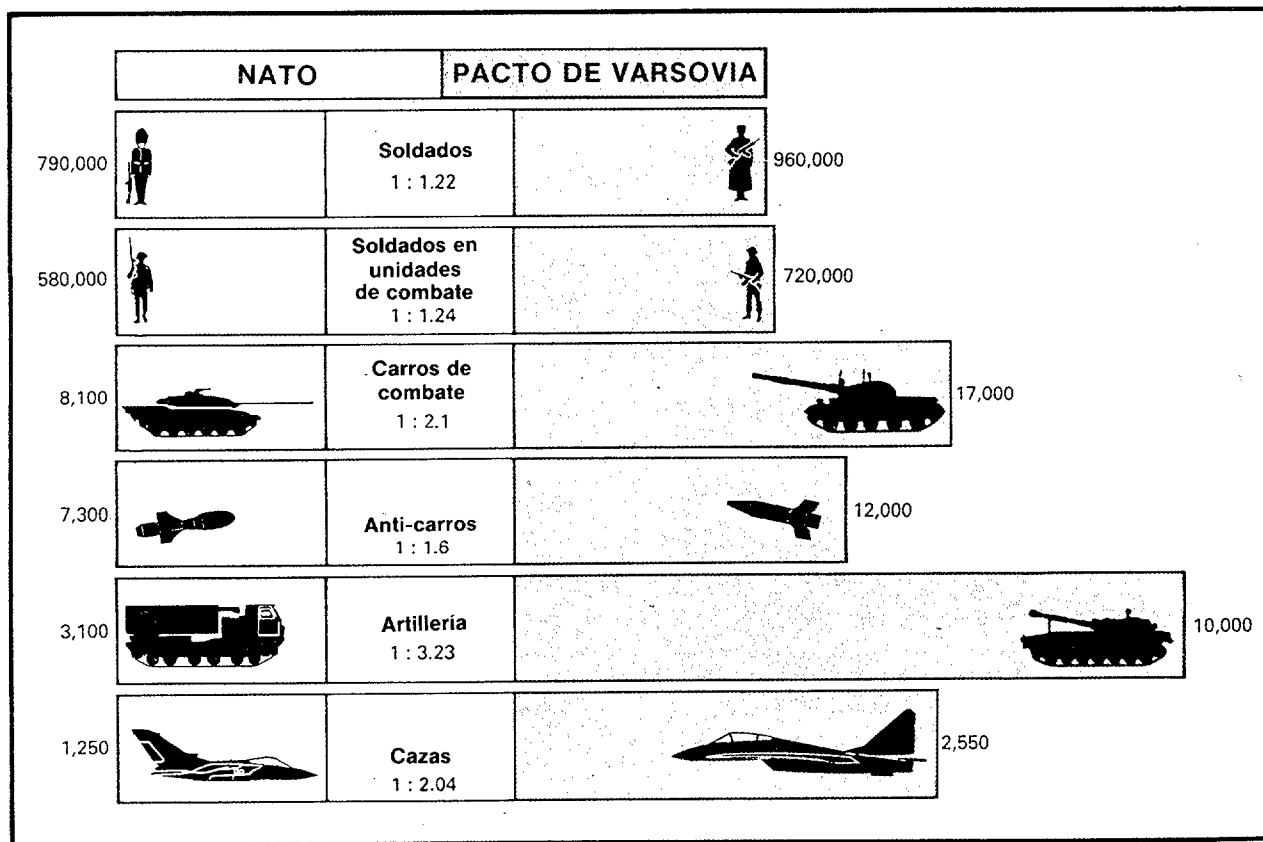 NATO PACTO DE VARSOVIA
790,000 Soldados 960,000
1 : 1.22
580,000 Soldados en 720,000
unidades
de combate
1 : 1.24
8,100 Carros de 17,000
combate
1 : 2.1
7,300 Anti-carros 12,000
1 : 1.6
3,100 Artillería 10,000
1 : 3.23
1,250 Cazas 2,550
1 : 2.04